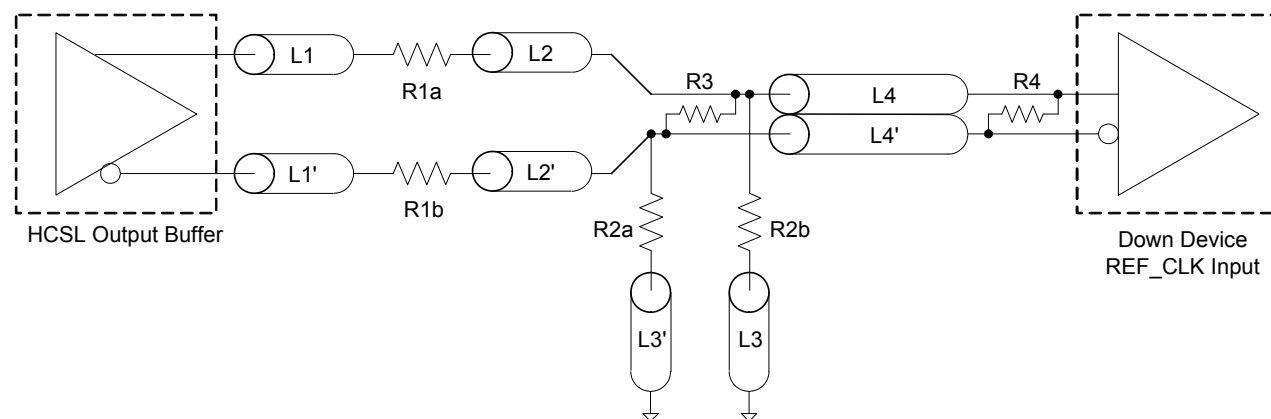 L1
R1a
L2
R3
L4
R4
L4'
L1'
R1b
L2'
HCSL Output Buffer
R2a
R2b
Down Device
REF_CLK Input
L3'
L3